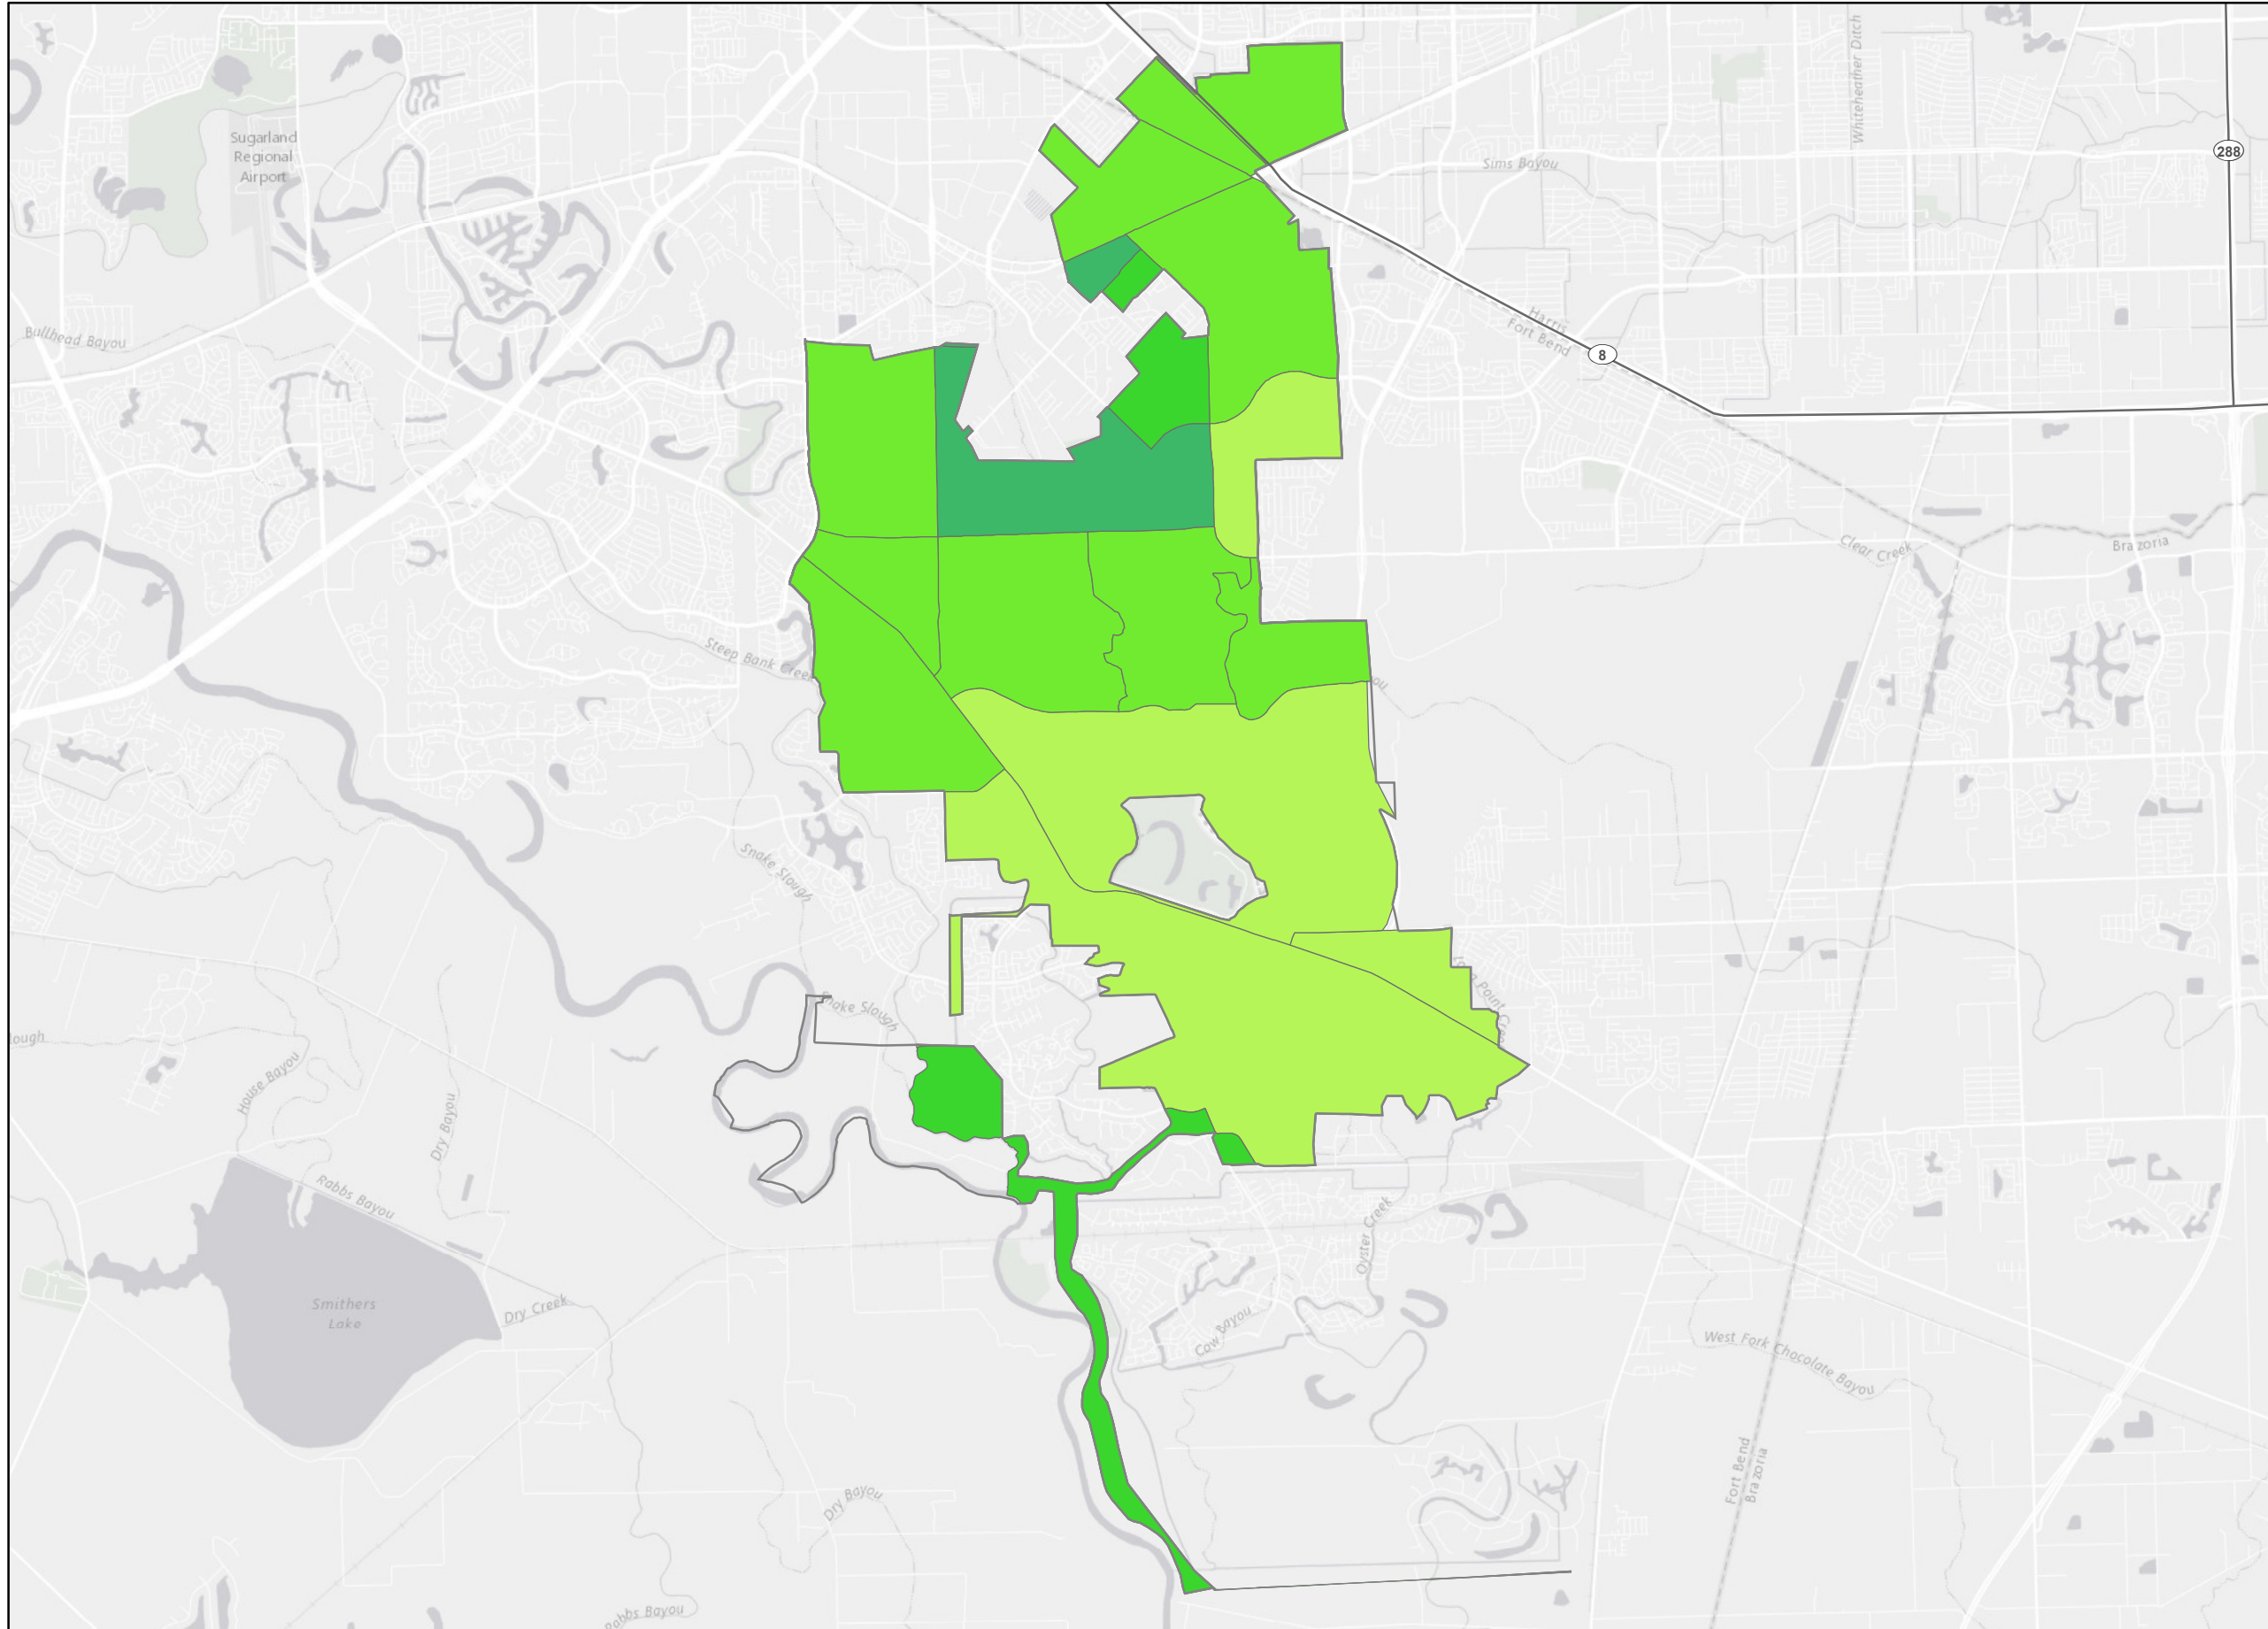 Whiteheather Ditch
288
Sugarland
Regional
Airport
Sims Bayou
Bullhead Bayou
Harris
Fort Bend
8
Clear Creek
Brazoria
Steep Bank Creek
Snake Slough
Snake Slough
House Bayou
Dry Bayou
Rabbs Bayou
Smithers
Lake
Dry Creek
Oyster Creek
Cow Bayou
West Fork Chocolate Bayou
Fort Bend
Brazoria
Dry Bayou
Rabbs Bayou